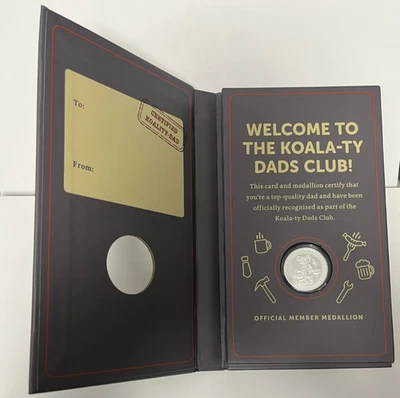 To:
CERTIFIED
KOALITY-DAD
From:
WELCOME TO
THE KOALA-TY
DADS CLUB!
This card and medallion certify that
you're a top-quality dad and have been
officially recognised as part of the
Koala-ty Dads Club.
OFFICIAL MEMBER MEDALLION